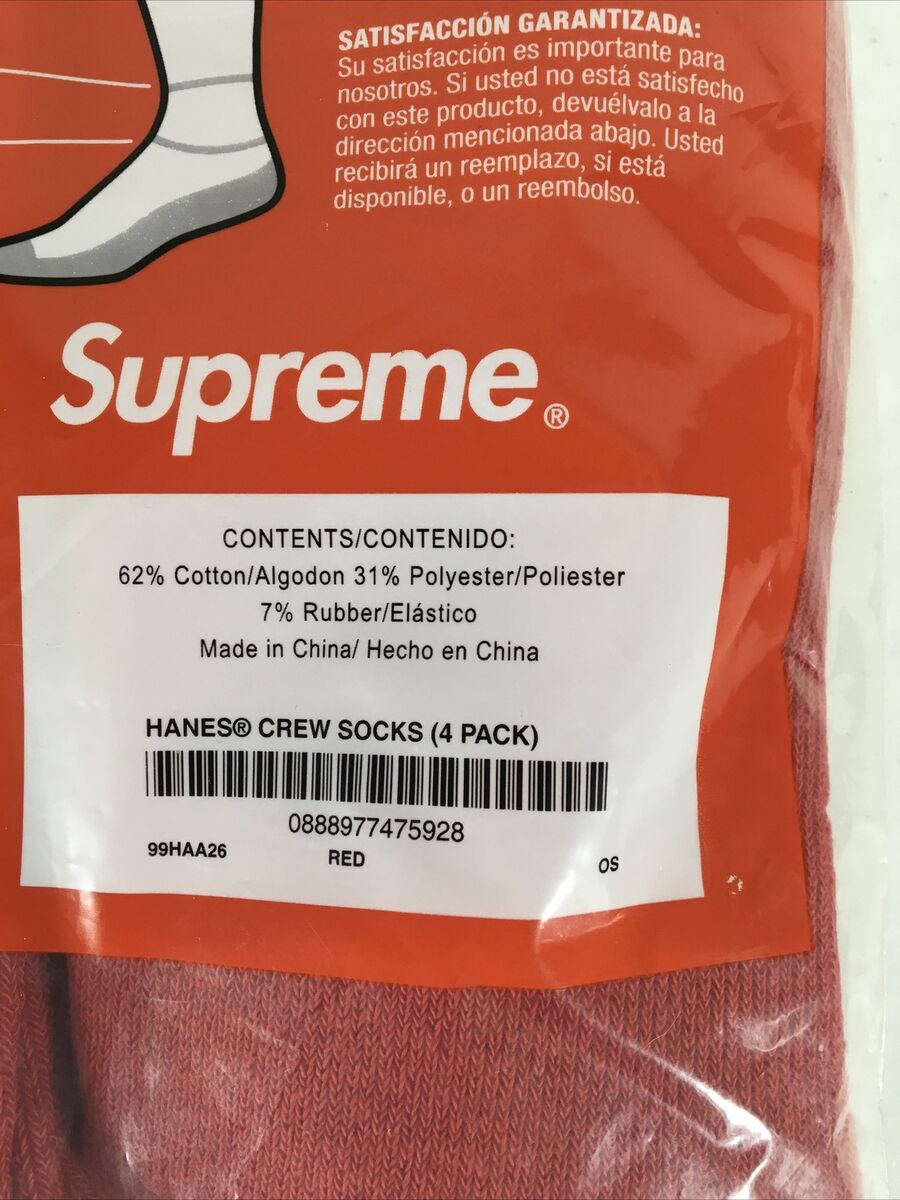 SATISFACCIÓN GARANTIZADA:
Su satisfacción es importante para
nosotros. Si usted no está satisfecho
con este producto, devuélvalo a la
dirección mencionada abajo. Usted
recibirá un reemplazo, si está
disponible, o un reembolso.
Supreme®
CONTENTS/CONTENIDO:
62% Cotton/Algodon 31% Polyester/Poliester
7% Rubber/Elástico
Made in China/ Hecho en China
HANES® CREW SOCKS (4 PACK)
0888977475928
99HAA26 RED OS